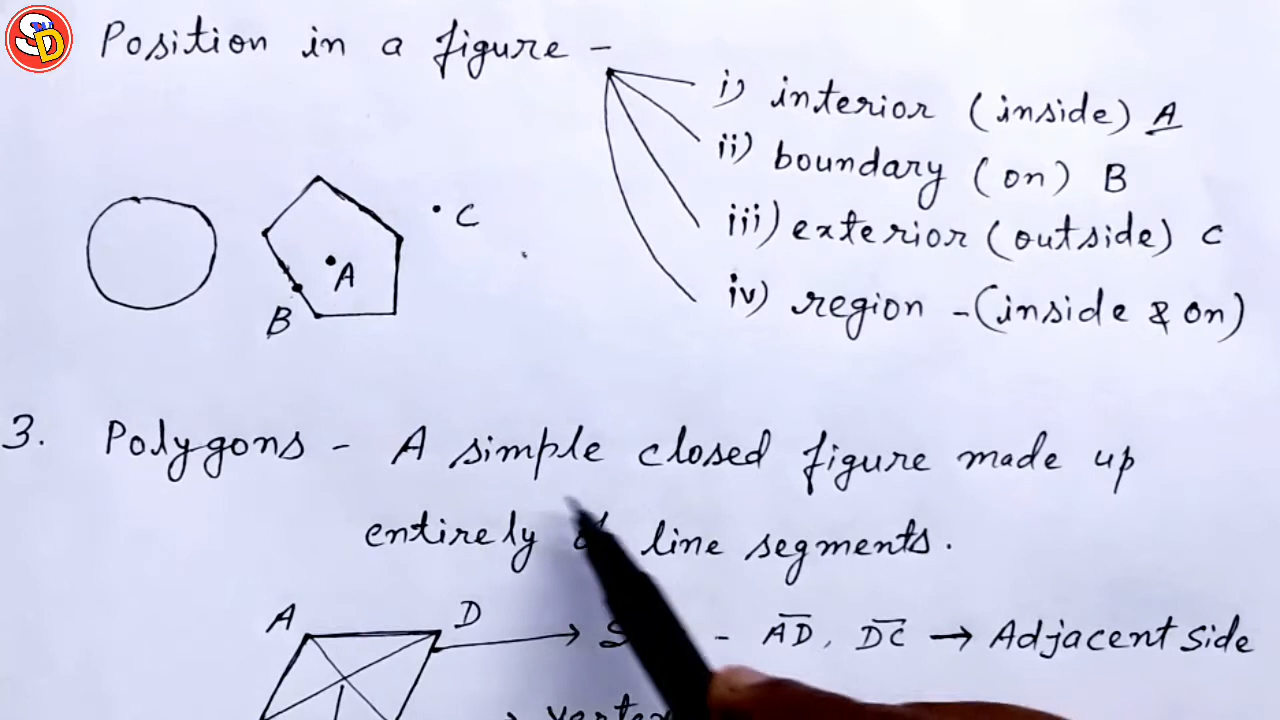 SD
Position in a figure -
i) interior (inside) A
ii) boundary (on) B
iii) exterior (outside) C
iv) region - (inside & on)
C
A
B
3. Polygons - A simple closed figure made up
entirely line segments.
A D
- AD, DC → Adjacent side